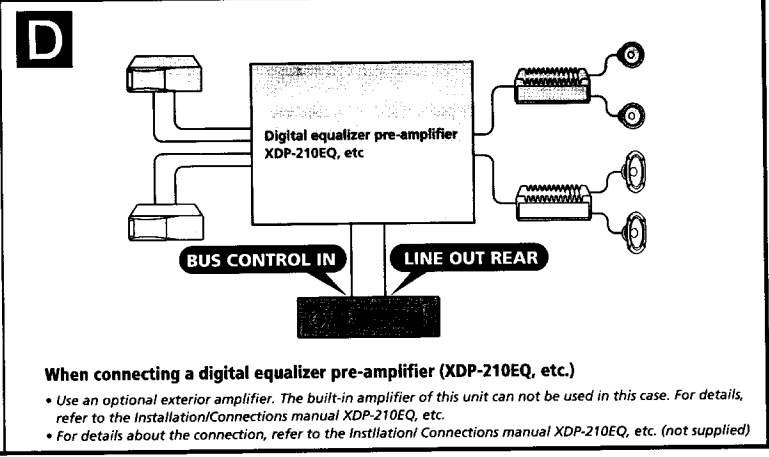 D
Digital equalizer pre-amplifier
XDP-210EQ, etc
BUS CONTROL IN
LINE OUT REAR
When connecting a digital equalizer pre-amplifier (XDP-210EQ, etc.)
• Use an optional exterior amplifier. The built-in amplifier of this unit can not be used in this case. For details,
refer to the Installation/Connections manual XDP-210EQ, etc.
• For details about the connection, refer to the Instllation/ Connections manual XDP-210EQ, etc. (not supplied)